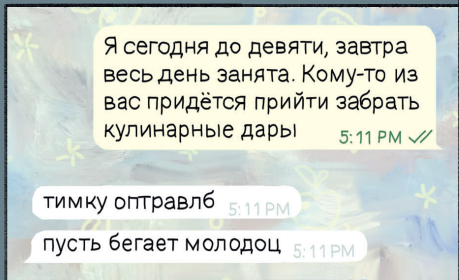 Я сегодня до девяти, завтра
весь день занята. Кому-то из
вас придётся прийти забрать
кулинарные дары
5:11 PM
тимку оптравлб
5:11 PM
пусть бегает молодоц
5:11 PM